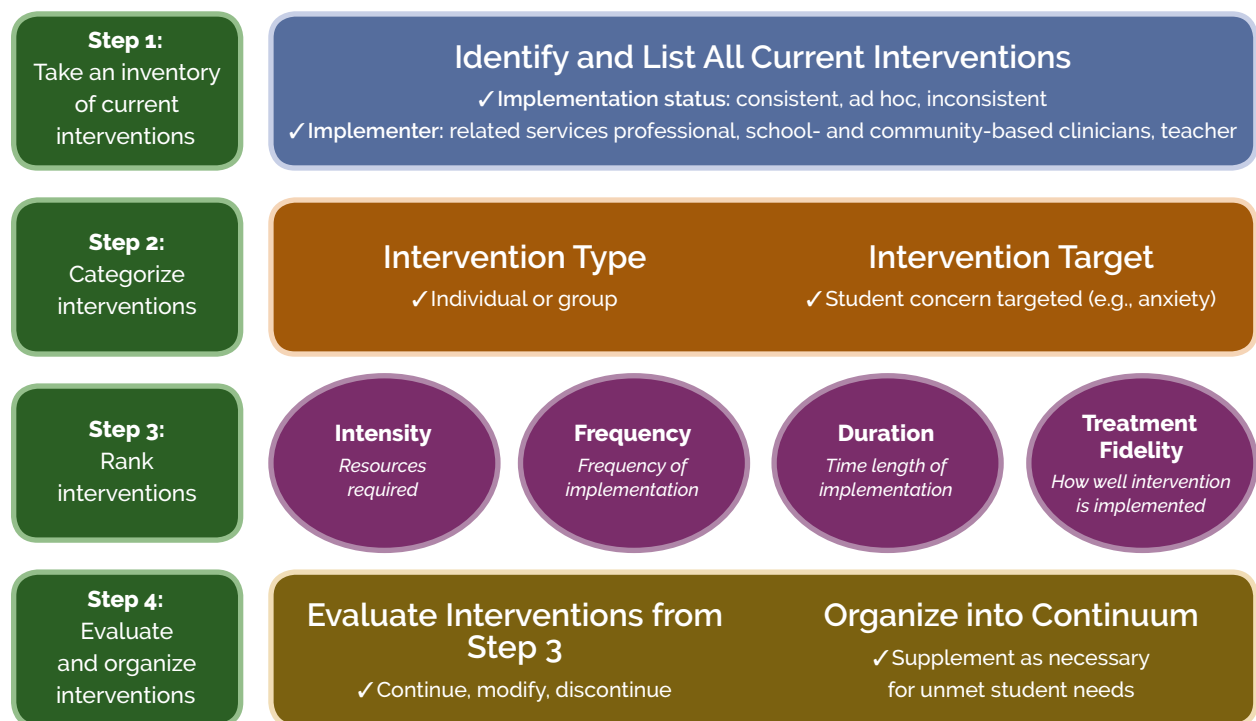 Step 1:
Take an inventory
of current
interventions
Identify and List All Current Interventions
✓Implementation status: consistent, ad hoc, inconsistent
✓Implementer: related services professional, school- and community-based clinicians, teacher
Step 2:
Categorize
interventions
Intervention Type
✓Individual or group
Intervention Target
✓Student concern targeted (e.g., anxiety)
Step 3:
Rank
interventions
Intensity
Resources
required
Frequency
Frequency of
implementation
Duration
Time length of
implementation
Treatment
Fidelity
How well intervention
is implemented
Step 4:
Evaluate
and organize
interventions
Evaluate Interventions from
Step 3
✓Continue, modify, discontinue
Organize into Continuum
✓Supplement as necessary
for unmet student needs